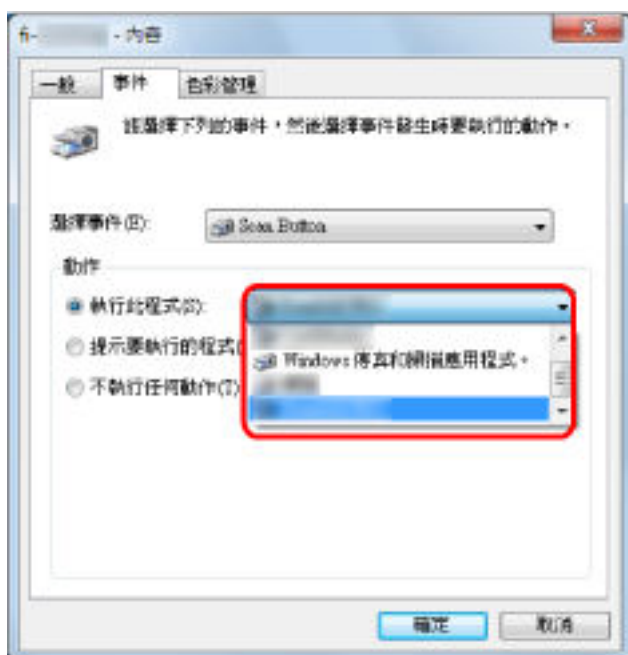 fi- - 內容
一般 事件 色彩管理
請選擇下列的事件，然後選擇事件發生時要執行的動作。
選擇事件(E): Scan Button
動作
執行此程式(S):
提示要執行的程式(
Windows 傳真和掃描應用程式。
不執行任何動作(T)
確定 取消